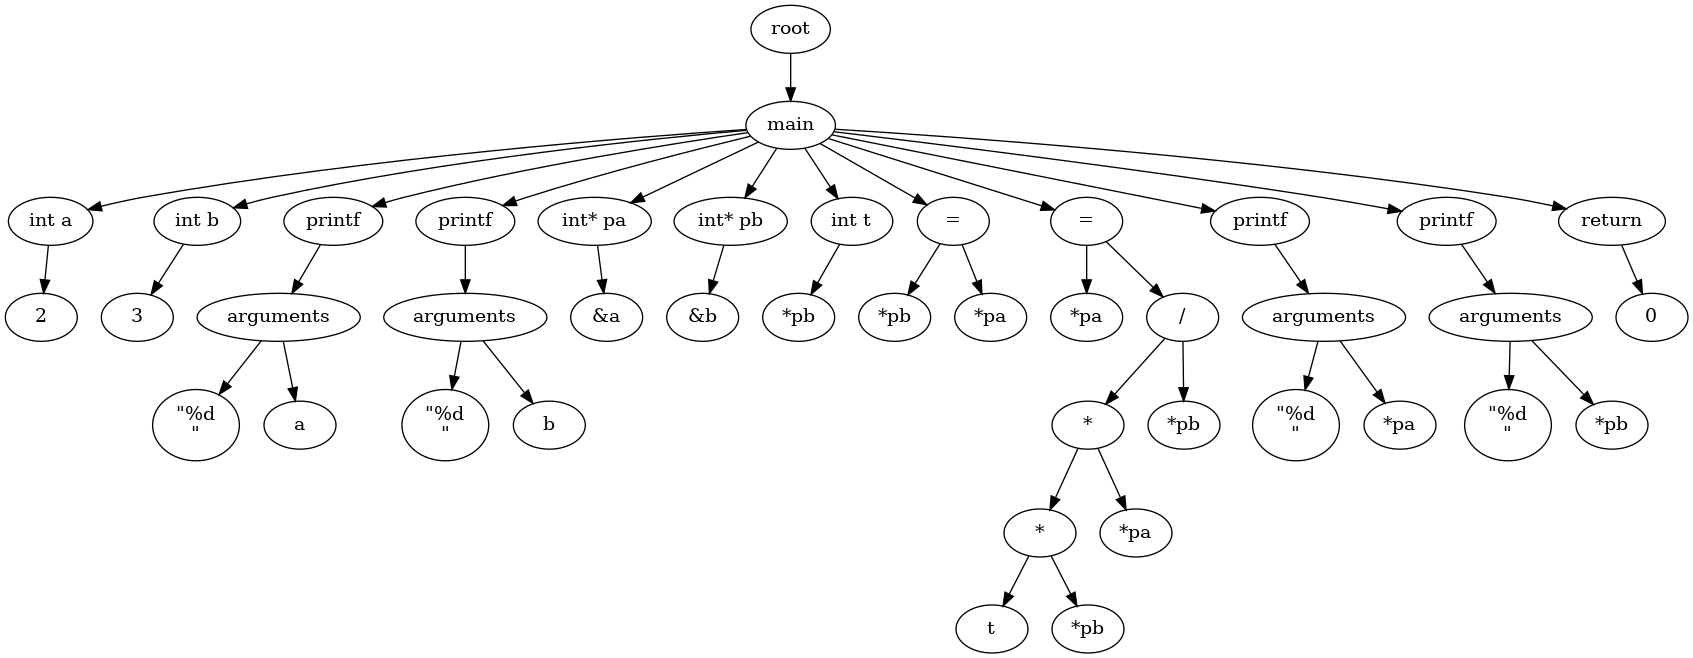 root
main
int a
int b
printf
printf
int* pa
int* pb
int t
=
=
printf
printf
return
2
3
arguments
arguments
&a
&b
*pb
*pb
*pa
*pa
/
arguments
arguments
0
"%d
"
a
"%d
"
b
*
*pb
"%d
"
*pa
"%d
"
*pb
*
*pa
t
*pb